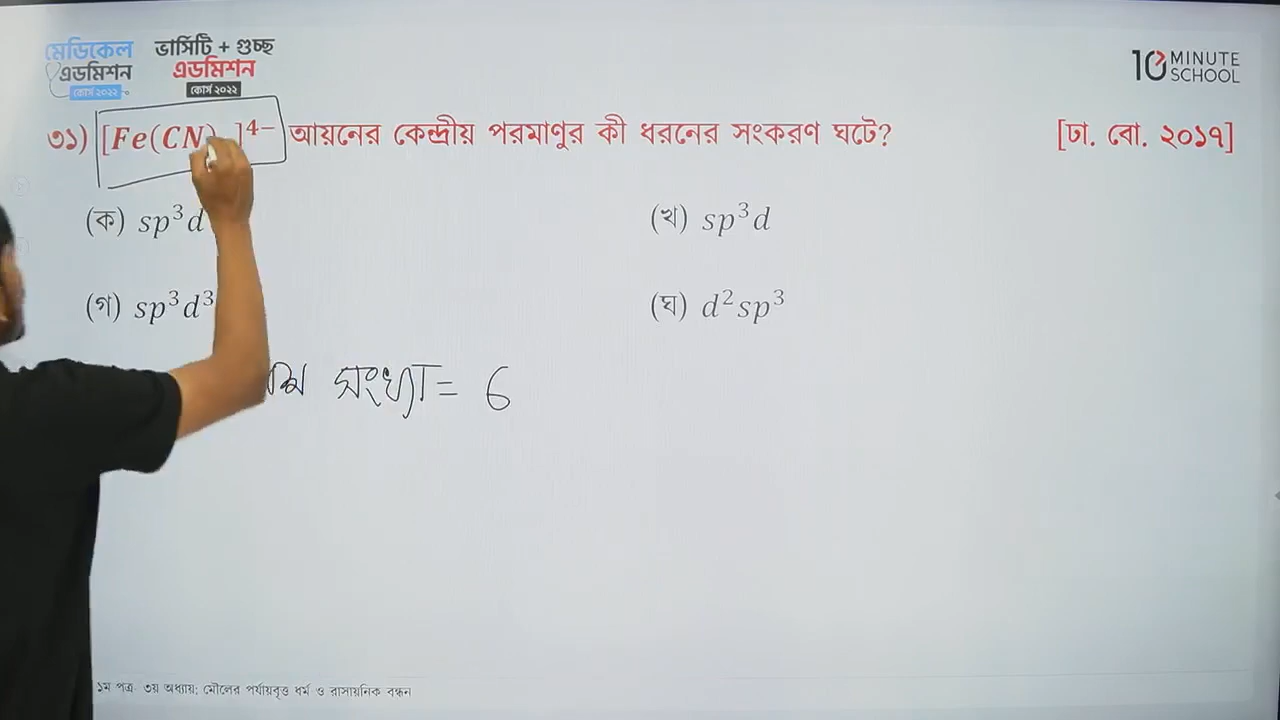 মেডিকেল এডমিশন কোর্স ২০২২
ভার্সিটি + গুচ্ছ এডমিশন কোর্স ২০২২
10 MINUTE SCHOOL
৩১) [Fe(CN) ]⁴⁻ আয়নের কেন্দ্রীয় পরমাণুর কী ধরনের সংকরণ ঘটে? [ঢা. বো. ২০১৭]
(ক) sp³d
(খ) sp³d
(গ) sp³d³
(ঘ) d²sp³
সংখ্যা = 6
১ম পত্র ৩য় অধ্যায়: মৌলের পর্যায়বৃত্ত ধর্ম ও রাসায়নিক বন্ধন